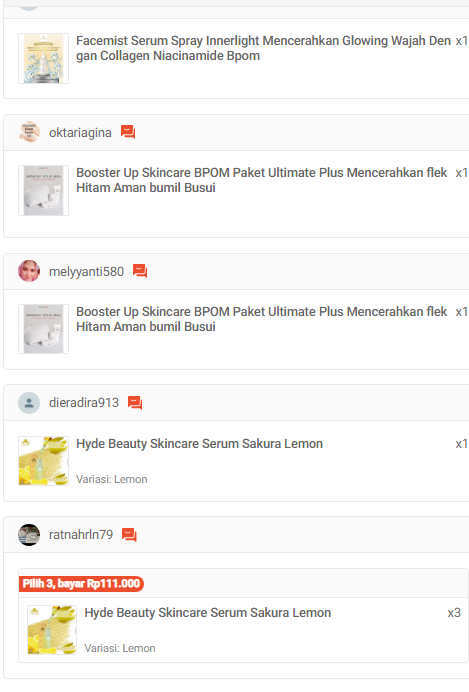 Facemist Serum Spray Innerlight Mencerahkan Glowing Wajah Den x1
gan Collagen Niacinamide Bpom
oktariagina
Booster Up Skincare BPOM Paket Ultimate Plus Mencerahkan flek x1
Hitam Aman bumil Busui
melyyanti580
Booster Up Skincare BPOM Paket Ultimate Plus Mencerahkan flek x1
Hitam Aman bumil Busui
dieradira913
Hyde Beauty Skincare Serum Sakura Lemon x1
Variasi: Lemon
ratnahrln79
Pilih 3, bayar Rp111.000
Hyde Beauty Skincare Serum Sakura Lemon x3
Variasi: Lemon